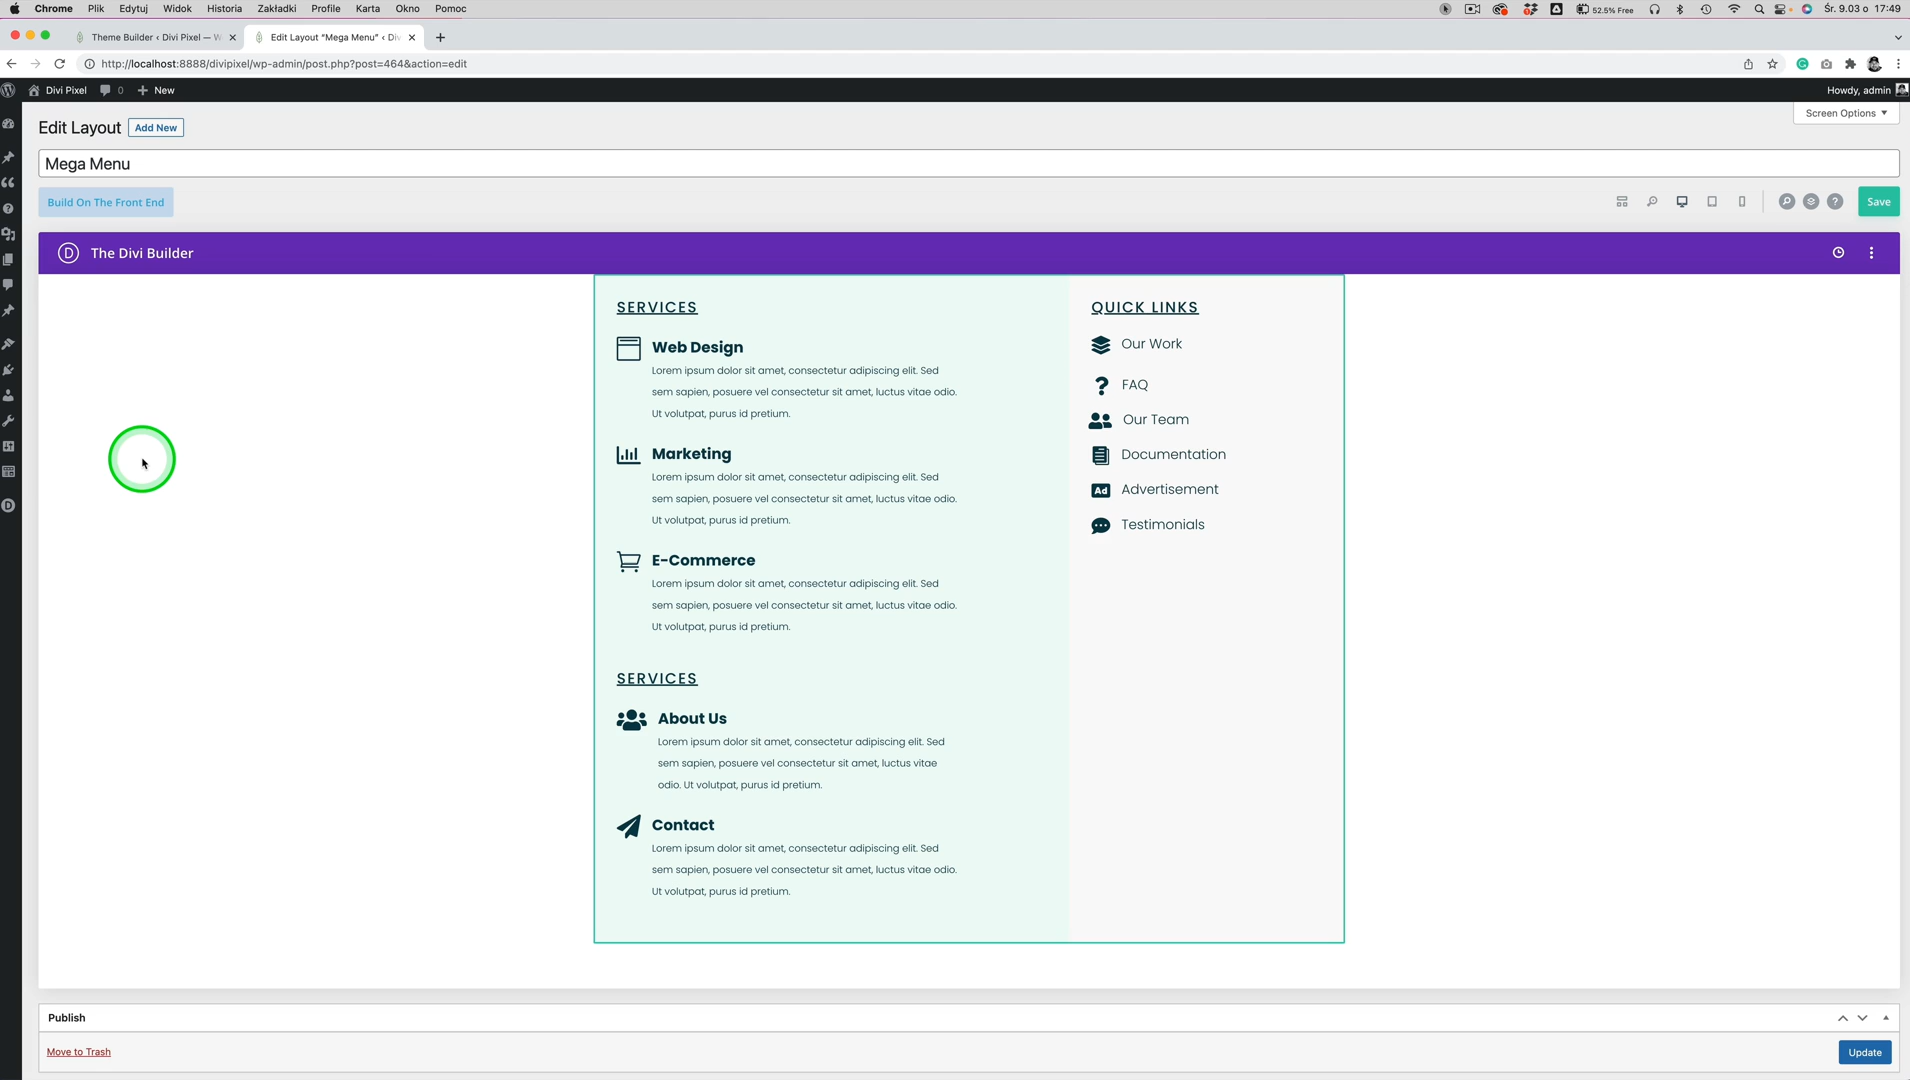 Chrome Plik Edytuj Widok Historia Zakładki Profile Karta Okno Pomoc
52.5% Free
Śr. 9.03 o 17:49
Theme Builder ‹ Divi Pixel — W
Edit Layout “Mega Menu” ‹ Div
http://localhost:8888/divipixel/wp-admin/post.php?post=464&action=edit
Divi Pixel 0 New
Howdy, admin
Edit Layout Add New
Screen Options
Mega Menu
Build On The Front End
? Save
D The Divi Builder
SERVICES
Web Design
Lorem ipsum dolor sit amet, consectetur adipiscing elit. Sed
sem sapien, posuere vel consectetur sit amet, luctus vitae odio.
Ut volutpat, purus id pretium.
Marketing
Lorem ipsum dolor sit amet, consectetur adipiscing elit. Sed
sem sapien, posuere vel consectetur sit amet, luctus vitae odio.
Ut volutpat, purus id pretium.
E-Commerce
Lorem ipsum dolor sit amet, consectetur adipiscing elit. Sed
sem sapien, posuere vel consectetur sit amet, luctus vitae odio.
Ut volutpat, purus id pretium.
SERVICES
About Us
Lorem ipsum dolor sit amet, consectetur adipiscing elit. Sed
sem sapien, posuere vel consectetur sit amet, luctus vitae
odio. Ut volutpat, purus id pretium.
Contact
Lorem ipsum dolor sit amet, consectetur adipiscing elit. Sed
sem sapien, posuere vel consectetur sit amet, luctus vitae odio.
Ut volutpat, purus id pretium.
QUICK LINKS
Our Work
? FAQ
Our Team
Documentation
Ad Advertisement
Testimonials
Publish
Move to Trash
Update